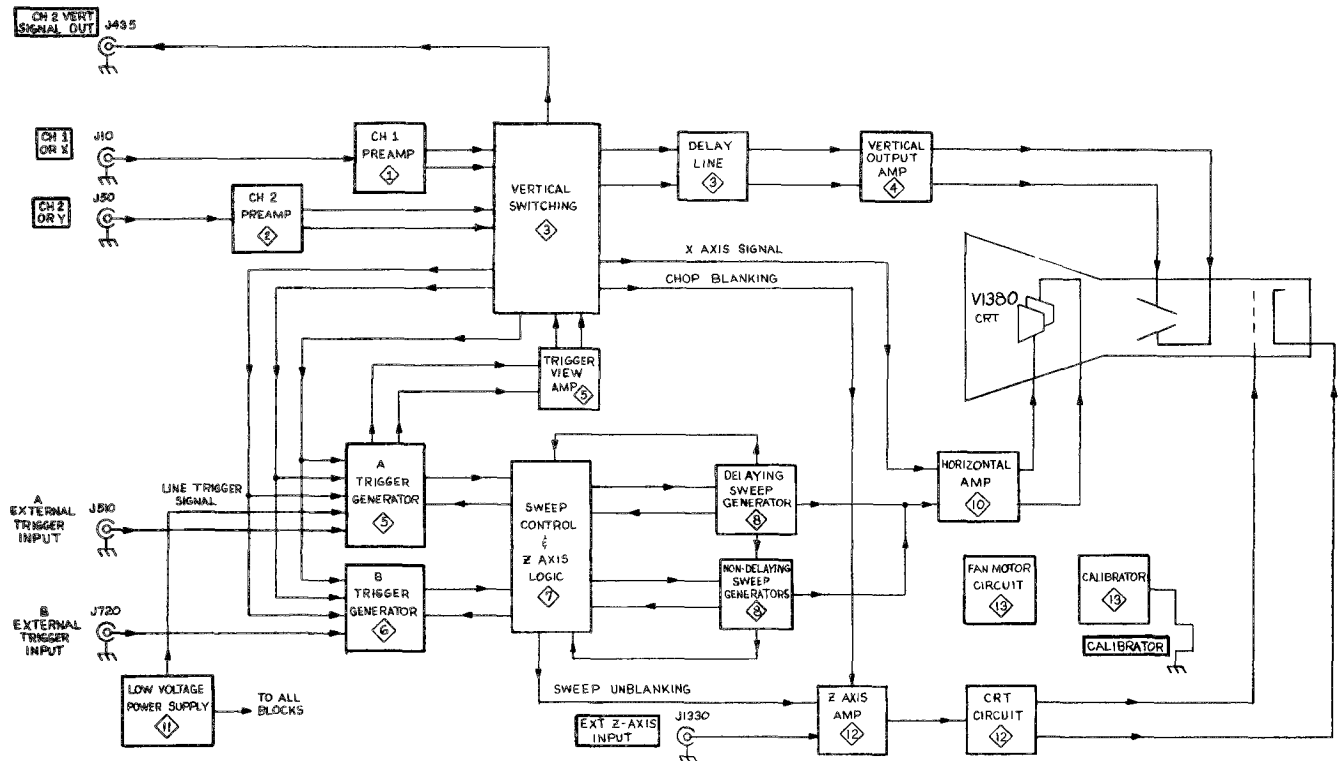 CH 2 VERT
SIGNAL OUT
J435
CH 1
OR X
J10
CH 1
PREAMP
1
CH 2
OR Y
J50
CH 2
PREAMP
2
VERTICAL
SWITCHING
3
DELAY
LINE
3
VERTICAL
OUTPUT
AMP
4
X AXIS SIGNAL
CHOP BLANKING
V1380
CRT
TRIGGER
VIEW
AMP
5
A
EXTERNAL
TRIGGER
INPUT
J510
LINE TRIGGER
SIGNAL
A
TRIGGER
GENERATOR
5
SWEEP
CONTROL
&
Z AXIS
LOGIC
7
DELAYING
SWEEP
GENERATOR
8
HORIZONTAL
AMP
10
B
EXTERNAL
TRIGGER
INPUT
J720
B
TRIGGER
GENERATOR
6
NON-DELAYING
SWEEP
GENERATORS
8
FAN MOTOR
CIRCUIT
13
CALIBRATOR
13
CALIBRATOR
LOW VOLTAGE
POWER SUPPLY
11
TO ALL
BLOCKS
SWEEP UNBLANKING
EXT Z-AXIS
INPUT
J1330
Z AXIS
AMP
12
CRT
CIRCUIT
12